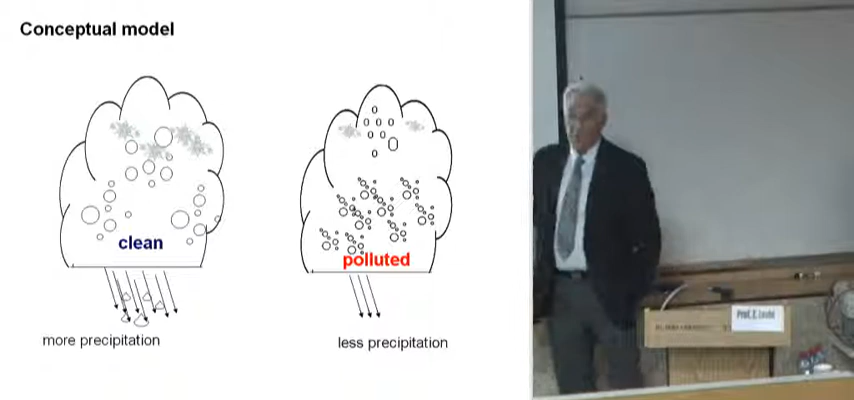 Conceptual model
clean
polluted
more precipitation
less precipitation